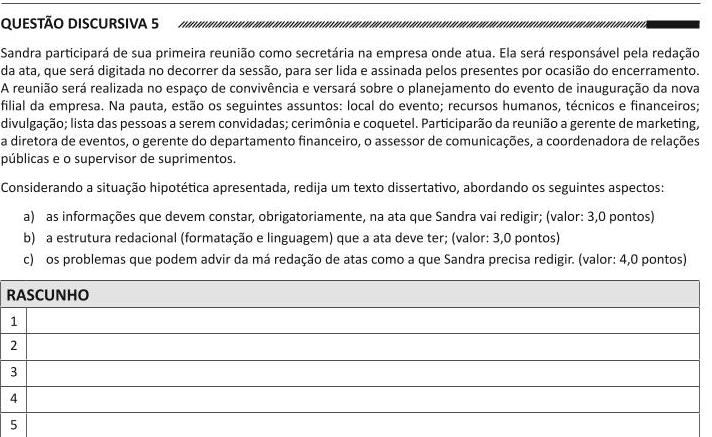 QUESTÃO DISCURSIVA 5
Sandra participará de sua primeira reunião como secretária na empresa onde atua. Ela será responsável pela redação
da ata, que será digitada no decorrer da sessão, para ser lida e assinada pelos presentes por ocasião do encerramento.
A reunião será realizada no espaço de convivência e versará sobre o planejamento do evento de inauguração da nova
filial da empresa. Na pauta, estão os seguintes assuntos: local do evento; recursos humanos, técnicos e financeiros;
divulgação; lista das pessoas a serem convidadas; cerimônia e coquetel. Participarão da reunião a gerente de marketing,
a diretora de eventos, o gerente do departamento financeiro, o assessor de comunicações, a coordenadora de relações
públicas e o supervisor de suprimentos.
Considerando a situação hipotética apresentada, redija um texto dissertativo, abordando os seguintes aspectos:
a) as informações que devem constar, obrigatoriamente, na ata que Sandra vai redigir; (valor: 3,0 pontos)
b) a estrutura redacional (formatação e linguagem) que a ata deve ter; (valor: 3,0 pontos)
c) os problemas que podem advir da má redação de atas como a que Sandra precisa redigir. (valor: 4,0 pontos)
RASCUNHO
1
2
3
4
5